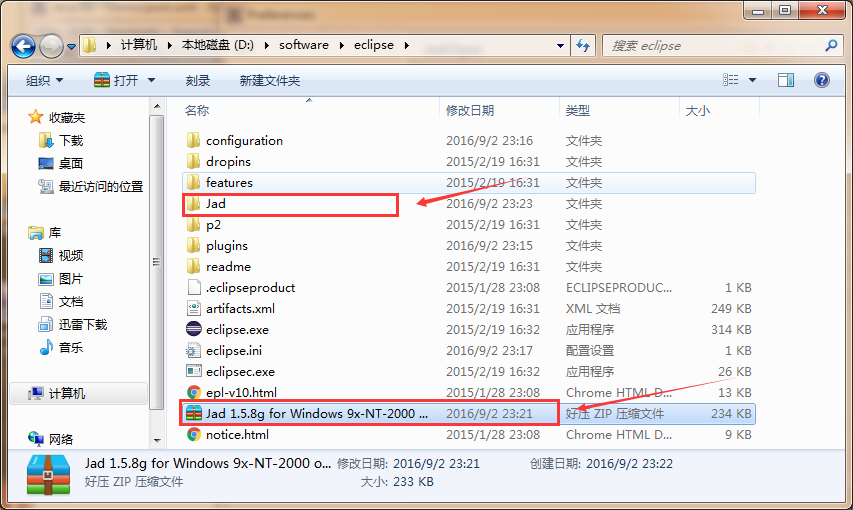 Preferences
计算机 本地磁盘 (D:) software eclipse 搜索 eclipse
组织 打开 刻录 新建文件夹
收藏夹
下载
桌面
最近访问的位置
库
视频
图片
文档
迅雷下载
音乐
计算机
网络
名称 修改日期 类型 大小
configuration 2016/9/2 23:16 文件夹
dropins 2015/2/19 16:31 文件夹
features 2015/2/19 16:31 文件夹
Jad 2016/9/2 23:23 文件夹
p2 2015/2/19 16:31 文件夹
plugins 2016/9/2 23:15 文件夹
readme 2015/2/19 16:31 文件夹
.eclipseproduct 2015/1/28 23:08 ECLIPSEPRODUC... 1 KB
artifacts.xml 2015/2/19 16:31 XML 文档 249 KB
eclipse.exe 2015/2/19 16:32 应用程序 314 KB
eclipse.ini 2016/9/2 23:17 配置设置 1 KB
eclipsec.exe 2015/2/19 16:32 应用程序 26 KB
epl-v10.html 2015/1/28 23:08 Chrome HTML D... 13 KB
Jad 1.5.8g for Windows 9x-NT-2000 ... 2016/9/2 23:21 好压 ZIP 压缩文件 234 KB
notice.html 2015/1/28 23:08 Chrome HTML D... 9 KB
Jad 1.5.8g for Windows 9x-NT-2000 o... 修改日期: 2016/9/2 23:21 创建日期: 2016/9/2 23:22
好压 ZIP 压缩文件 大小: 233 KB